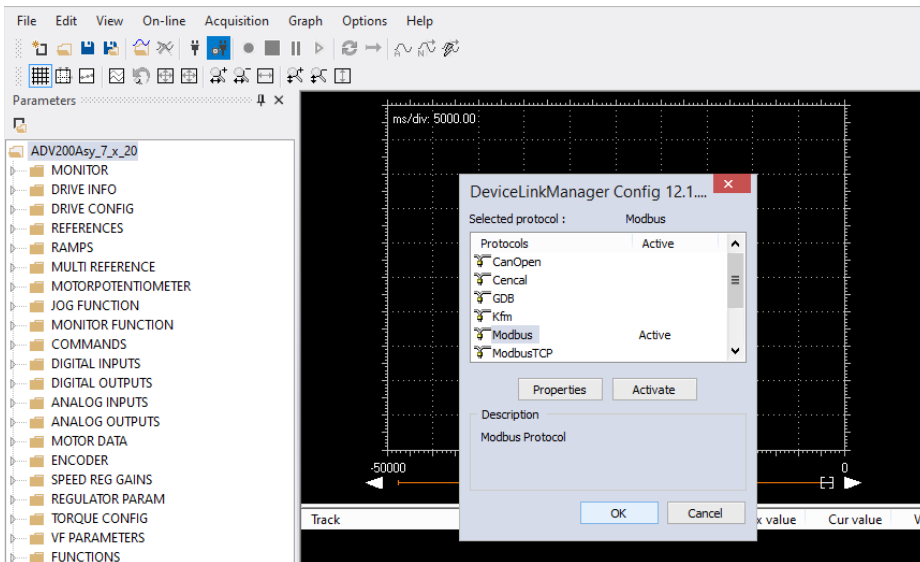 File Edit View On-line Acquisition Graph Options Help
Parameters
ADV200Asy_7_x_20
MONITOR
DRIVE INFO
DRIVE CONFIG
REFERENCES
RAMPS
MULTI REFERENCE
MOTORPOTENTIOMETER
JOG FUNCTION
MONITOR FUNCTION
COMMANDS
DIGITAL INPUTS
DIGITAL OUTPUTS
ANALOG INPUTS
ANALOG OUTPUTS
MOTOR DATA
ENCODER
SPEED REG GAINS
REGULATOR PARAM
TORQUE CONFIG
VF PARAMETERS
FUNCTIONS
ms/div: 5000.00
-50000 0
Track x value Cur value V
DeviceLinkManager Config 12.1....
Selected protocol : Modbus
Protocols Active
CanOpen
Cencal
GDB
Kfm
Modbus Active
ModbusTCP
Properties Activate
Description
Modbus Protocol
OK Cancel